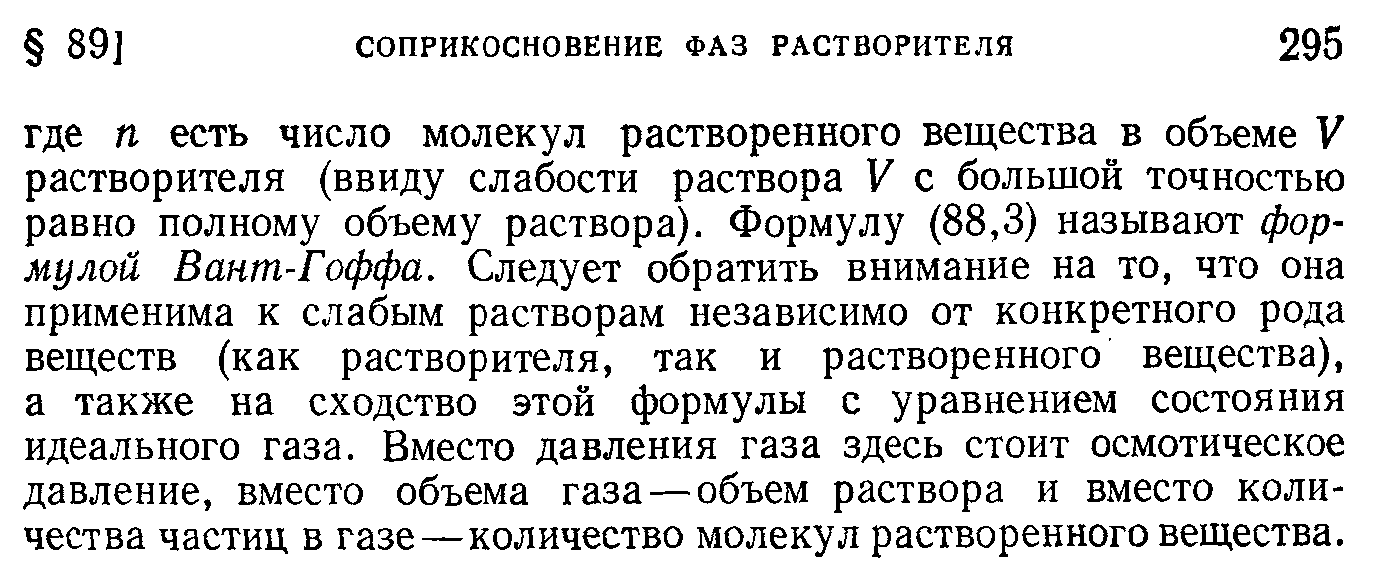 § 89] СОПРИКОСНОВЕНИЕ ФАЗ РАСТВОРИТЕЛЯ 295
где n есть число молекул растворенного вещества в объеме V
растворителя (ввиду слабости раствора V с большой точностью
равно полному объему раствора). Формулу (88,3) называют фор-
мулой Вант-Гоффа. Следует обратить внимание на то, что она
применима к слабым растворам независимо от конкретного рода
веществ (как растворителя, так и растворенного вещества),
а также на сходство этой формулы с уравнением состояния
идеального газа. Вместо давления газа здесь стоит осмотическое
давление, вместо объема газа — объем раствора и вместо коли-
чества частиц в газе — количество молекул растворенного вещества.